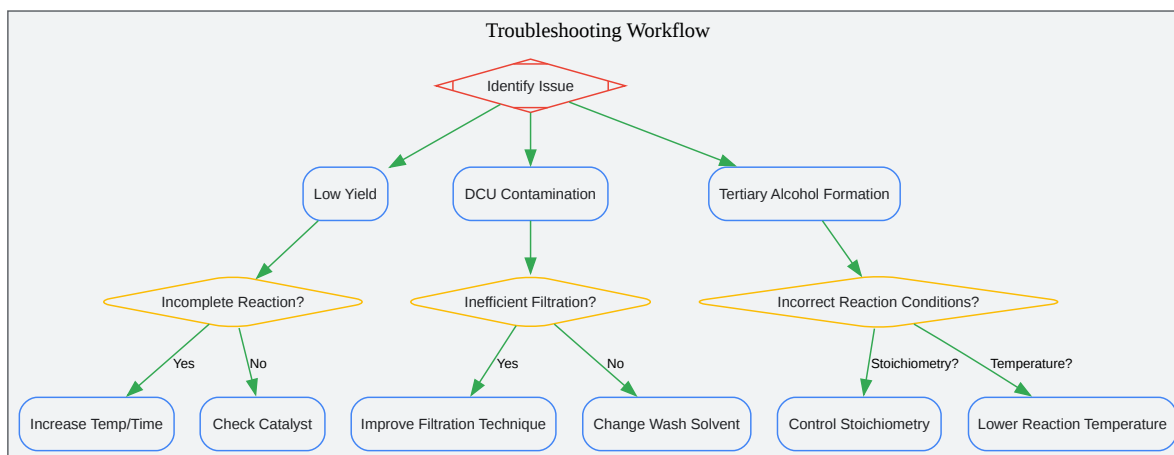 Troubleshooting Workflow
Identify Issue
Low Yield
DCU Contamination
Tertiary Alcohol Formation
Incomplete Reaction?
Inefficient Filtration?
Incorrect Reaction Conditions?
Yes
No
Yes
No
Stoichiometry?
Temperature?
Increase Temp/Time
Check Catalyst
Improve Filtration Technique
Change Wash Solvent
Control Stoichiometry
Lower Reaction Temperature